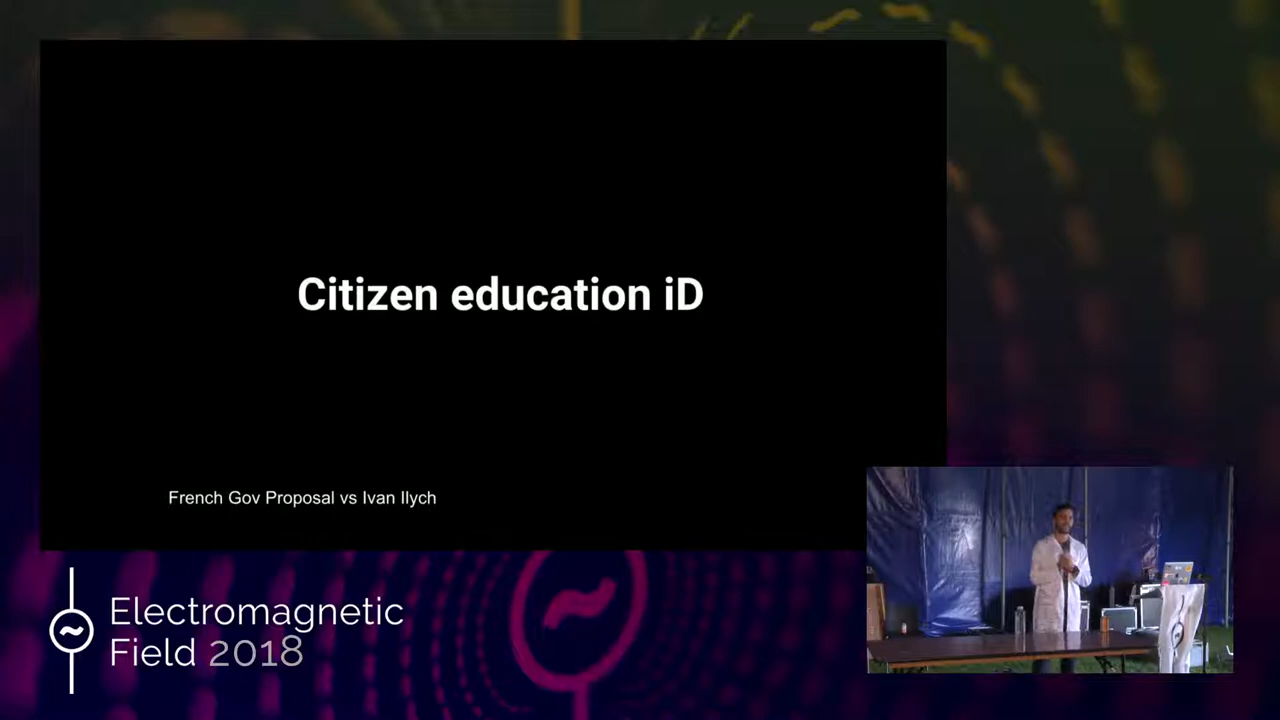 Citizen education iD
French Gov Proposal vs Ivan Ilych
Electromagnetic
Field 2018